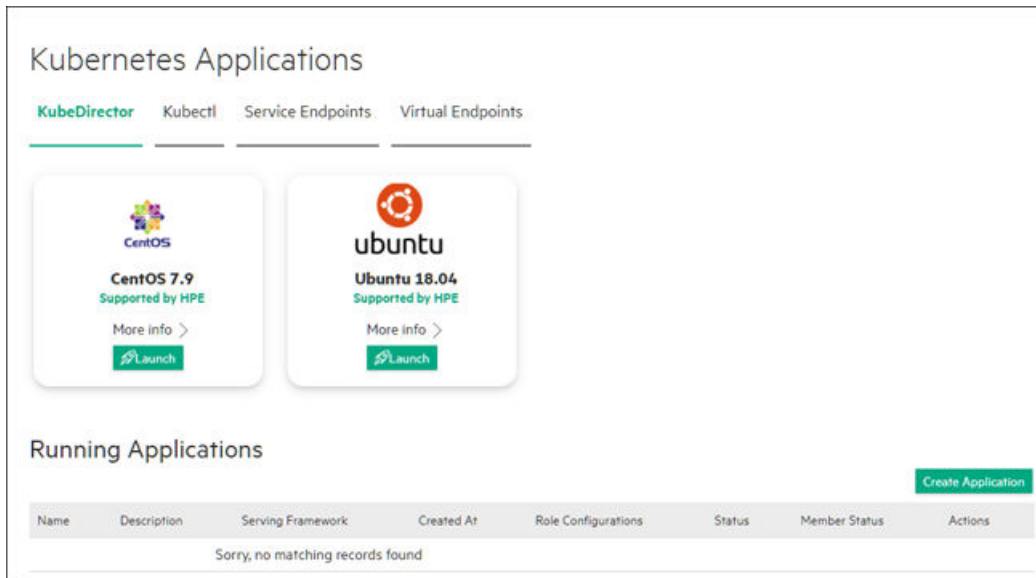 Kubernetes Applications
KubeDirector Kubectl Service Endpoints Virtual Endpoints
CentOS
ubuntu
CentOS 7.9
Ubuntu 18.04
Supported by HPE
Supported by HPE
More info >
More info >
Launch
Launch
Running Applications
Create Application
Name Description Serving Framework Created At Role Configurations Status Member Status Actions
Sorry, no matching records found